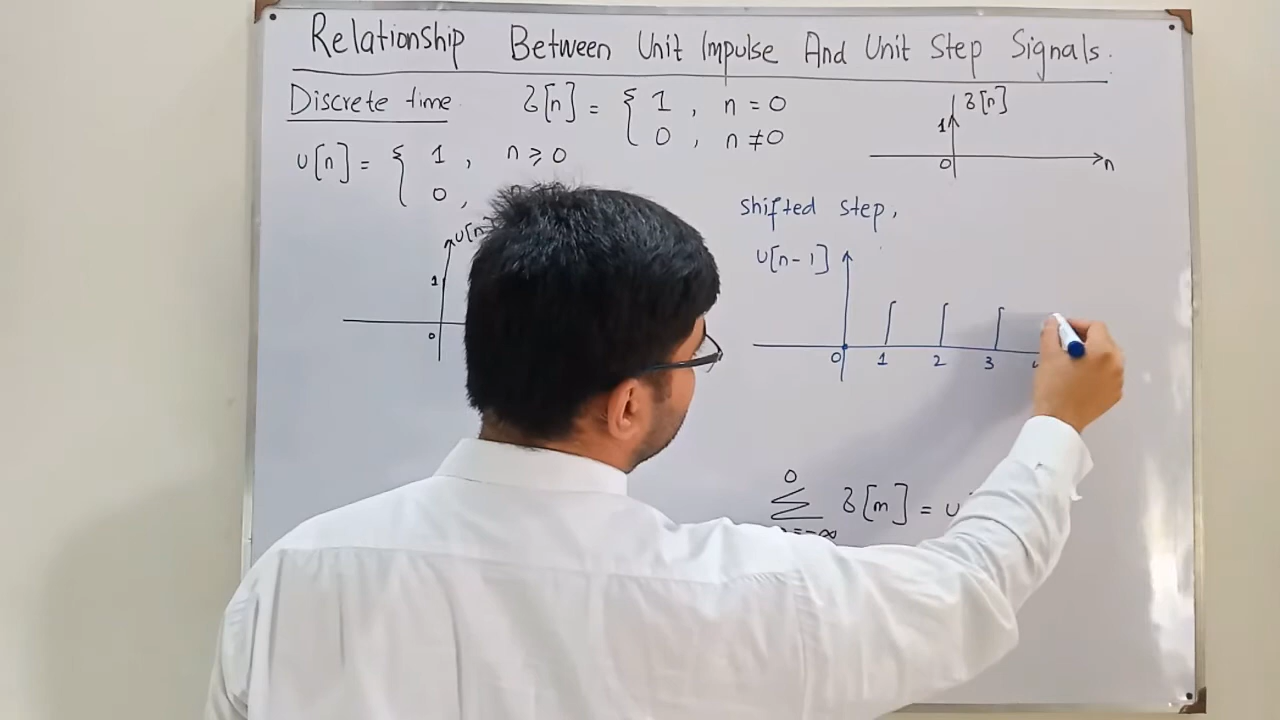 Relationship Between Unit Impulse And Unit Step Signals.
Discrete time
δ[n] = { 1 , n = 0
0 , n ≠ 0
u[n] = { 1 , n ⩾ 0
0 ,
δ[n]
1
0
n
Shifted step,
u[n-1]
0 1 2 3
u[n
1
0
0
∑ δ[m] = u
=-∞